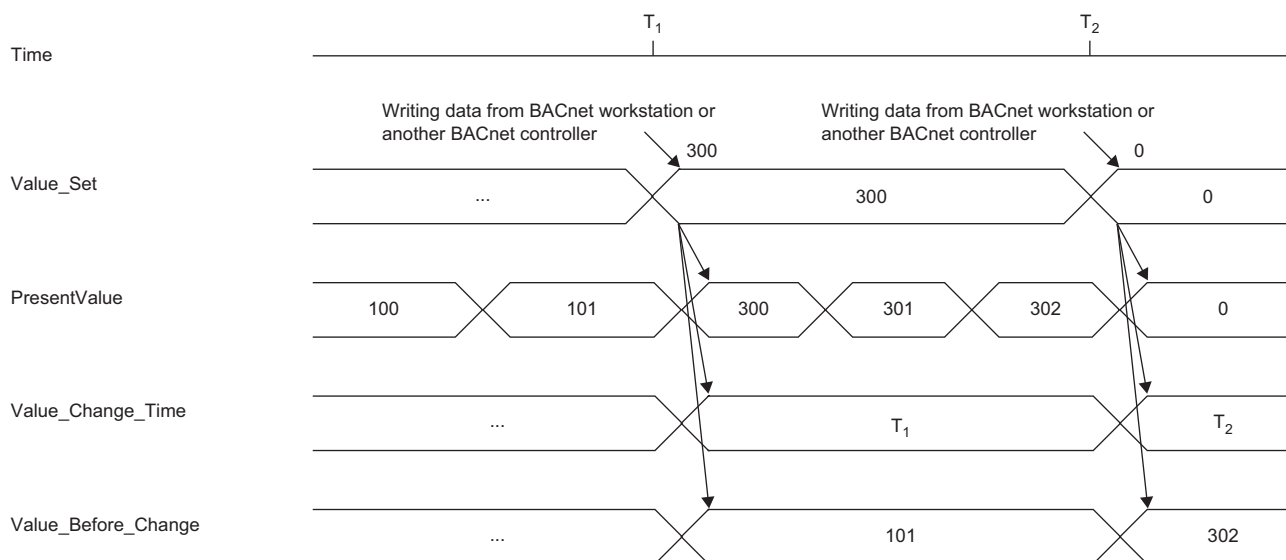 T1 T2
Time
Writing data from BACnet workstation or
another BACnet controller
Writing data from BACnet workstation or
another BACnet controller
300 0
Value_Set ... 300 0
PresentValue 100 101 300 301 302 0
Value_Change_Time ... T1 T2
Value_Before_Change ... 101 302